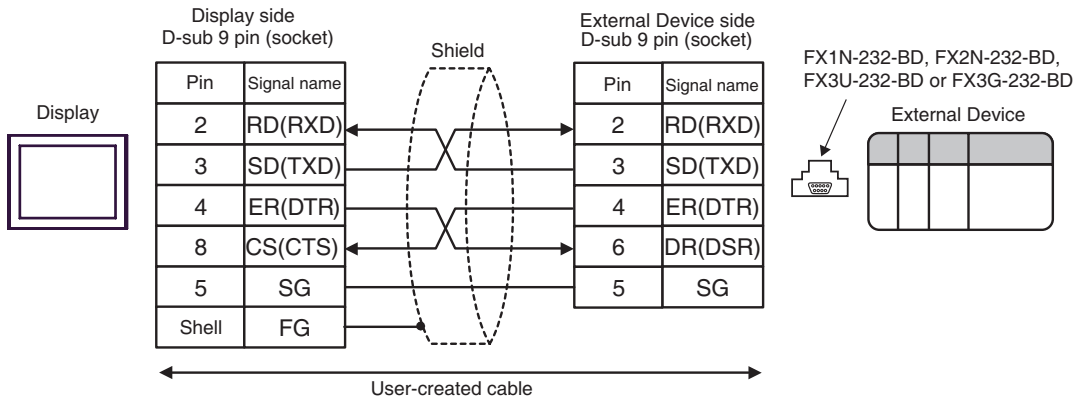 Display side
D-sub 9 pin (socket)
Shield
External Device side
D-sub 9 pin (socket)
FX1N-232-BD, FX2N-232-BD,
FX3U-232-BD or FX3G-232-BD
Display
External Device
Pin Signal name
2 RD(RXD)
3 SD(TXD)
4 ER(DTR)
8 CS(CTS)
5 SG
Shell FG
Pin Signal name
2 RD(RXD)
3 SD(TXD)
4 ER(DTR)
6 DR(DSR)
5 SG
User-created cable